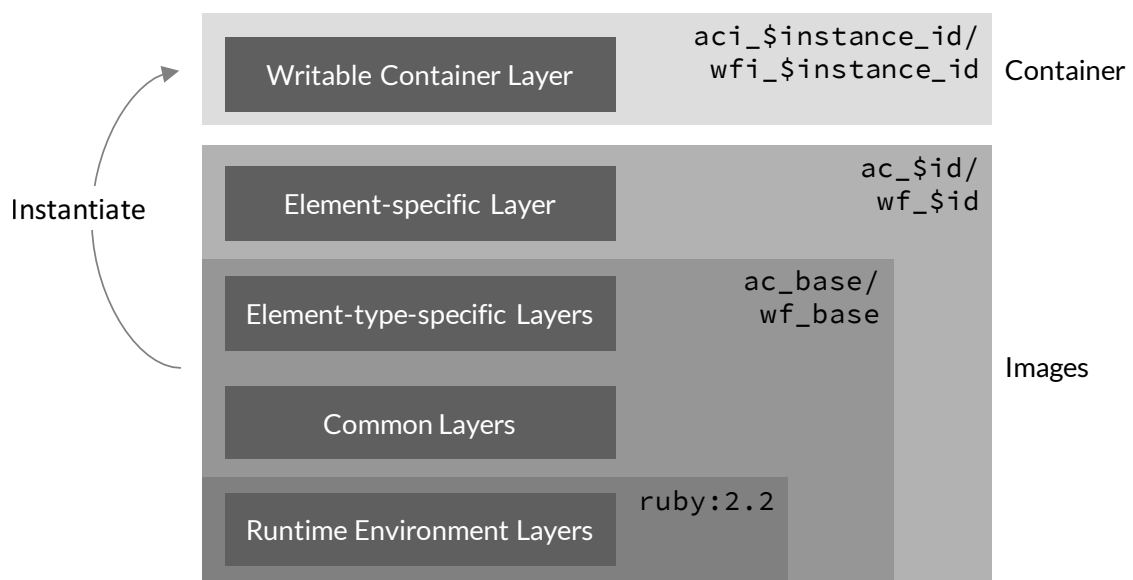 aci_$instance_id/
wfi_$instance_id
Writable Container Layer
Container
ac_$id/
wf_$id
Element-specific Layer
Instantiate
ac_base/
wf_base
Element-type-specific Layers
Images
Common Layers
ruby:2.2
Runtime Environment Layers